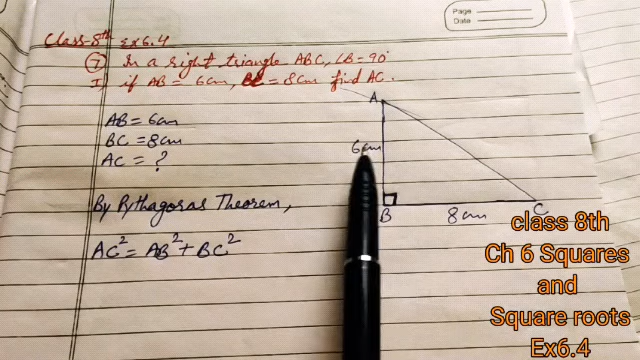 Page
Date
Class-8th Ex 6.4
7 In a right triangle ABC, ∠B = 90°
I) if AB = 6cm, BC = 8cm find AC.
A
AB = 6cm
BC = 8cm
AC = ?
6cm
B 8cm C
By Pythagoras Theorem,
AC² = AB² + BC²
class 8th
Ch 6 Squares
and
Square roots
Ex6.4